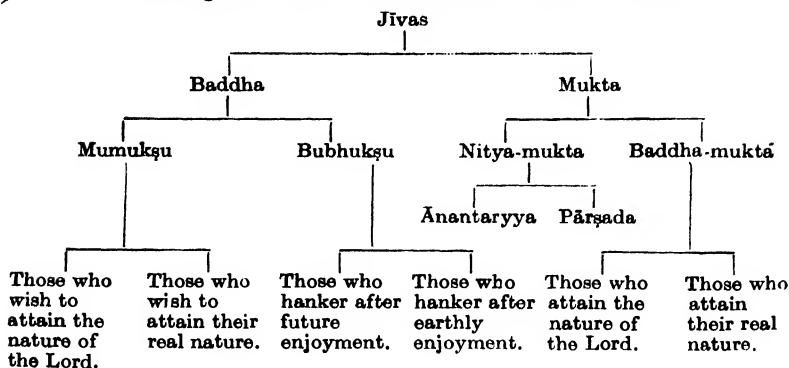 Jīvas
Baddha Mukta
Mumukṣu Bubhukṣu Nitya-mukta Baddha-muktá
Ānantaryya Pārṣada
Those who Those who Those who Those who Those who Those who
wish to wish to hanker after hanker after attain the attain
attain the attain their future earthly nature of their real
nature of real nature. enjoyment. enjoyment. the Lord. nature.
the Lord.